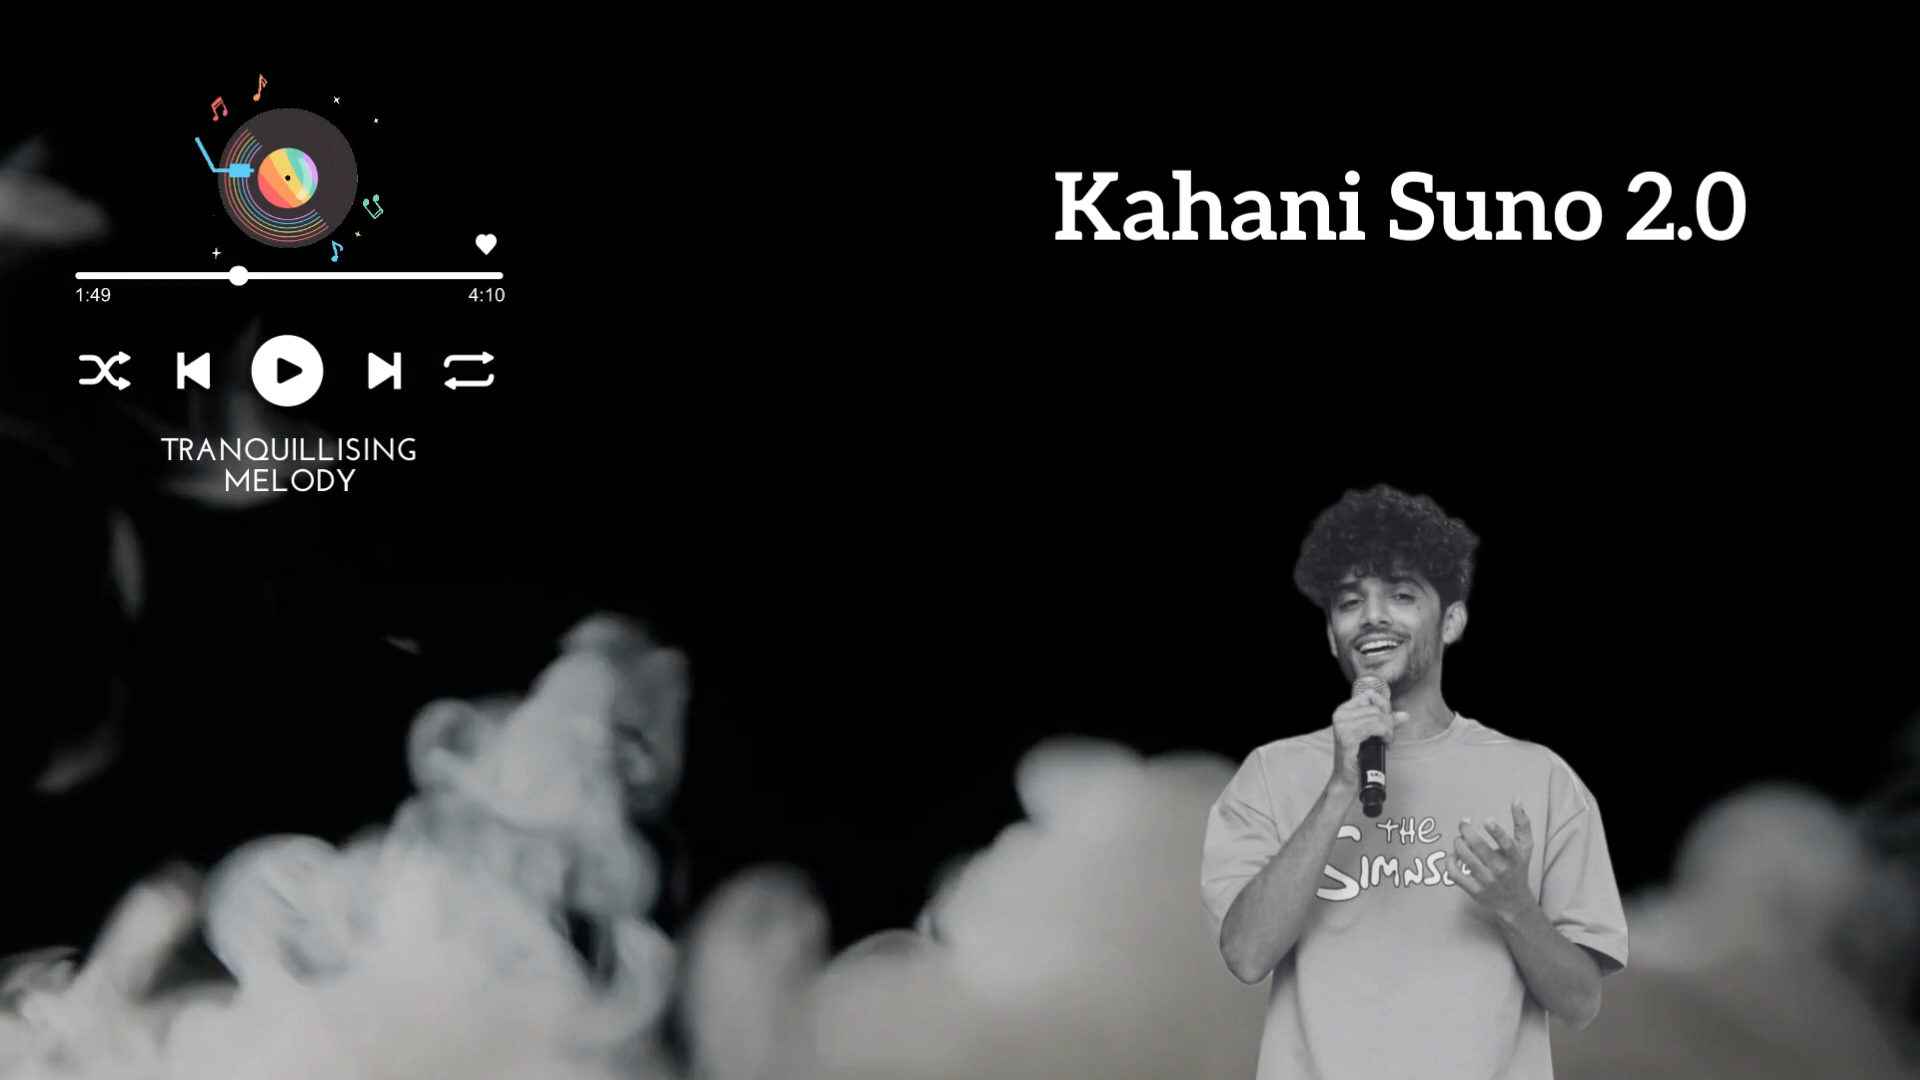 Kahani Suno 2.0
1:49
4:10
TRANQUILLISING
MELODY
THE